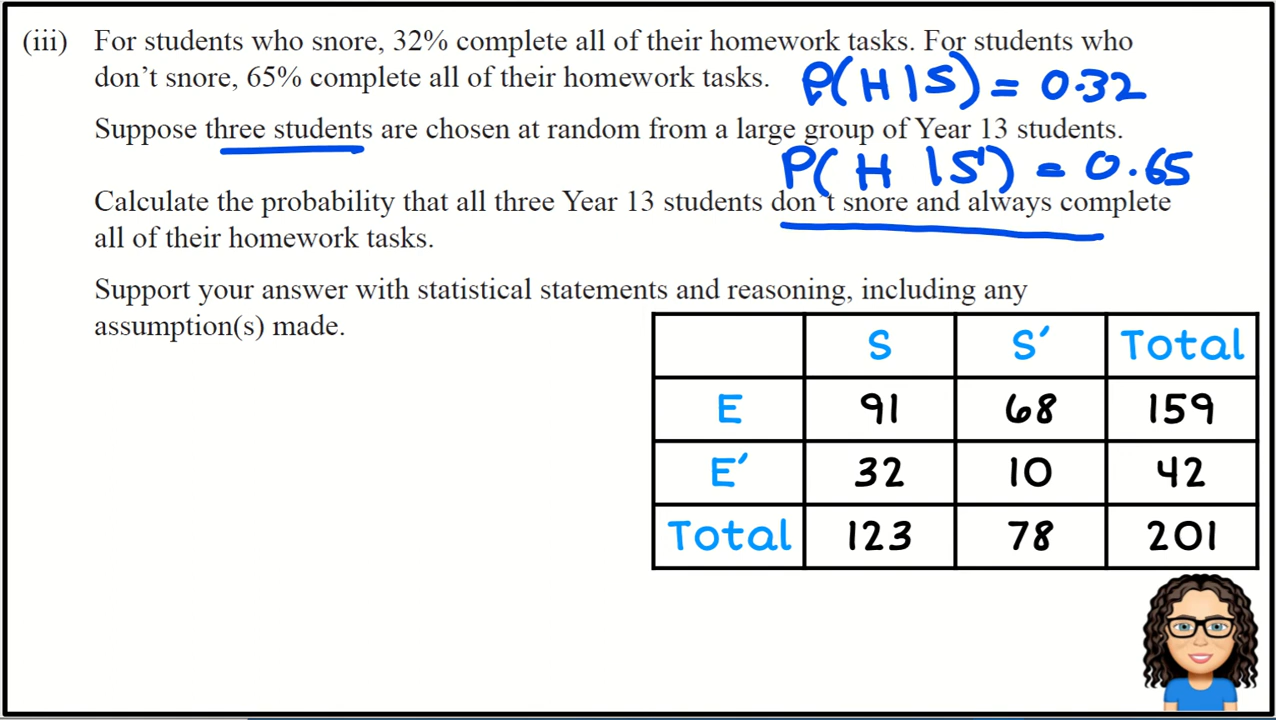 (iii) For students who snore, 32% complete all of their homework tasks. For students who
don't snore, 65% complete all of their homework tasks.
P(H|S) = 0.32
Suppose three students are chosen at random from a large group of Year 13 students.
P(H|S') = 0.65
Calculate the probability that all three Year 13 students don't snore and always complete
all of their homework tasks.
Support your answer with statistical statements and reasoning, including any
assumption(s) made.
S S' Total
E 91 68 159
E' 32 10 42
Total 123 78 201